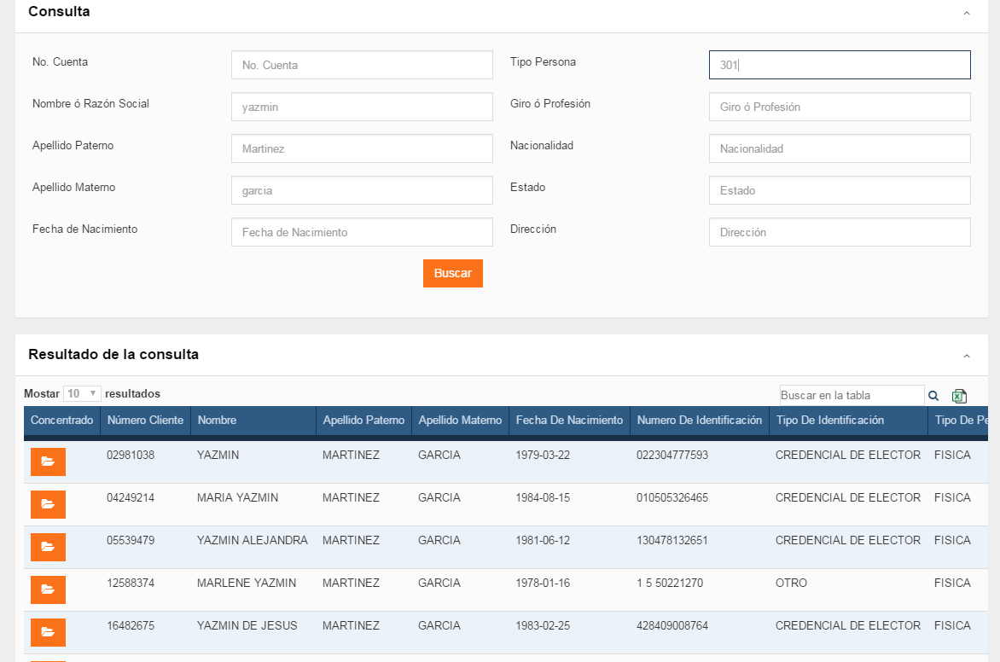 Consulta
No. Cuenta No. Cuenta Tipo Persona 301
Nombre ó Razón Social yazmin Giro ó Profesión Giro ó Profesión
Apellido Paterno Martinez Nacionalidad Nacionalidad
Apellido Materno garcia Estado Estado
Fecha de Nacimiento Fecha de Nacimiento Dirección Dirección
Buscar
Resultado de la consulta
Mostar 10 resultados Buscar en la tabla
Concentrado Número Cliente Nombre Apellido Paterno Apellido Materno Fecha De Nacimiento Numero De Identificación Tipo De Identificación Tipo De Pe
02981038 YAZMIN MARTINEZ GARCIA 1979-03-22 022304777593 CREDENCIAL DE ELECTOR FISICA
04249214 MARIA YAZMIN MARTINEZ GARCIA 1984-08-15 010505326465 CREDENCIAL DE ELECTOR FISICA
05539479 YAZMIN ALEJANDRA MARTINEZ GARCIA 1981-06-12 130478132651 CREDENCIAL DE ELECTOR FISICA
12588374 MARLENE YAZMIN MARTINEZ GARCIA 1978-01-16 1 5 50221270 OTRO FISICA
16482675 YAZMIN DE JESUS MARTINEZ GARCIA 1983-02-25 428409008764 CREDENCIAL DE ELECTOR FISICA